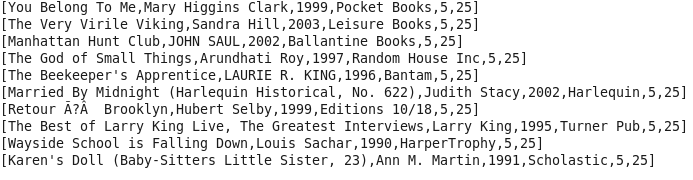 [You Belong To Me,Mary Higgins Clark,1999,Pocket Books,5,25]
[The Very Virile Viking,Sandra Hill,2003,Leisure Books,5,25]
[Manhattan Hunt Club,JOHN SAUL,2002,Ballantine Books,5,25]
[The God of Small Things,Arundhati Roy,1997,Random House Inc,5,25]
[The Beekeeper's Apprentice,LAURIE R. KING,1996,Bantam,5,25]
[Married By Midnight (Harlequin Historical, No. 622),Judith Stacy,2002,Harlequin,5,25]
[Retour Ã?Â  Brooklyn,Hubert Selby,1999,Editions 10/18,5,25]
[The Best of Larry King Live, The Greatest Interviews,Larry King,1995,Turner Pub,5,25]
[Wayside School is Falling Down,Louis Sachar,1990,HarperTrophy,5,25]
[Karen's Doll (Baby-Sitters Little Sister, 23),Ann M. Martin,1991,Scholastic,5,25]